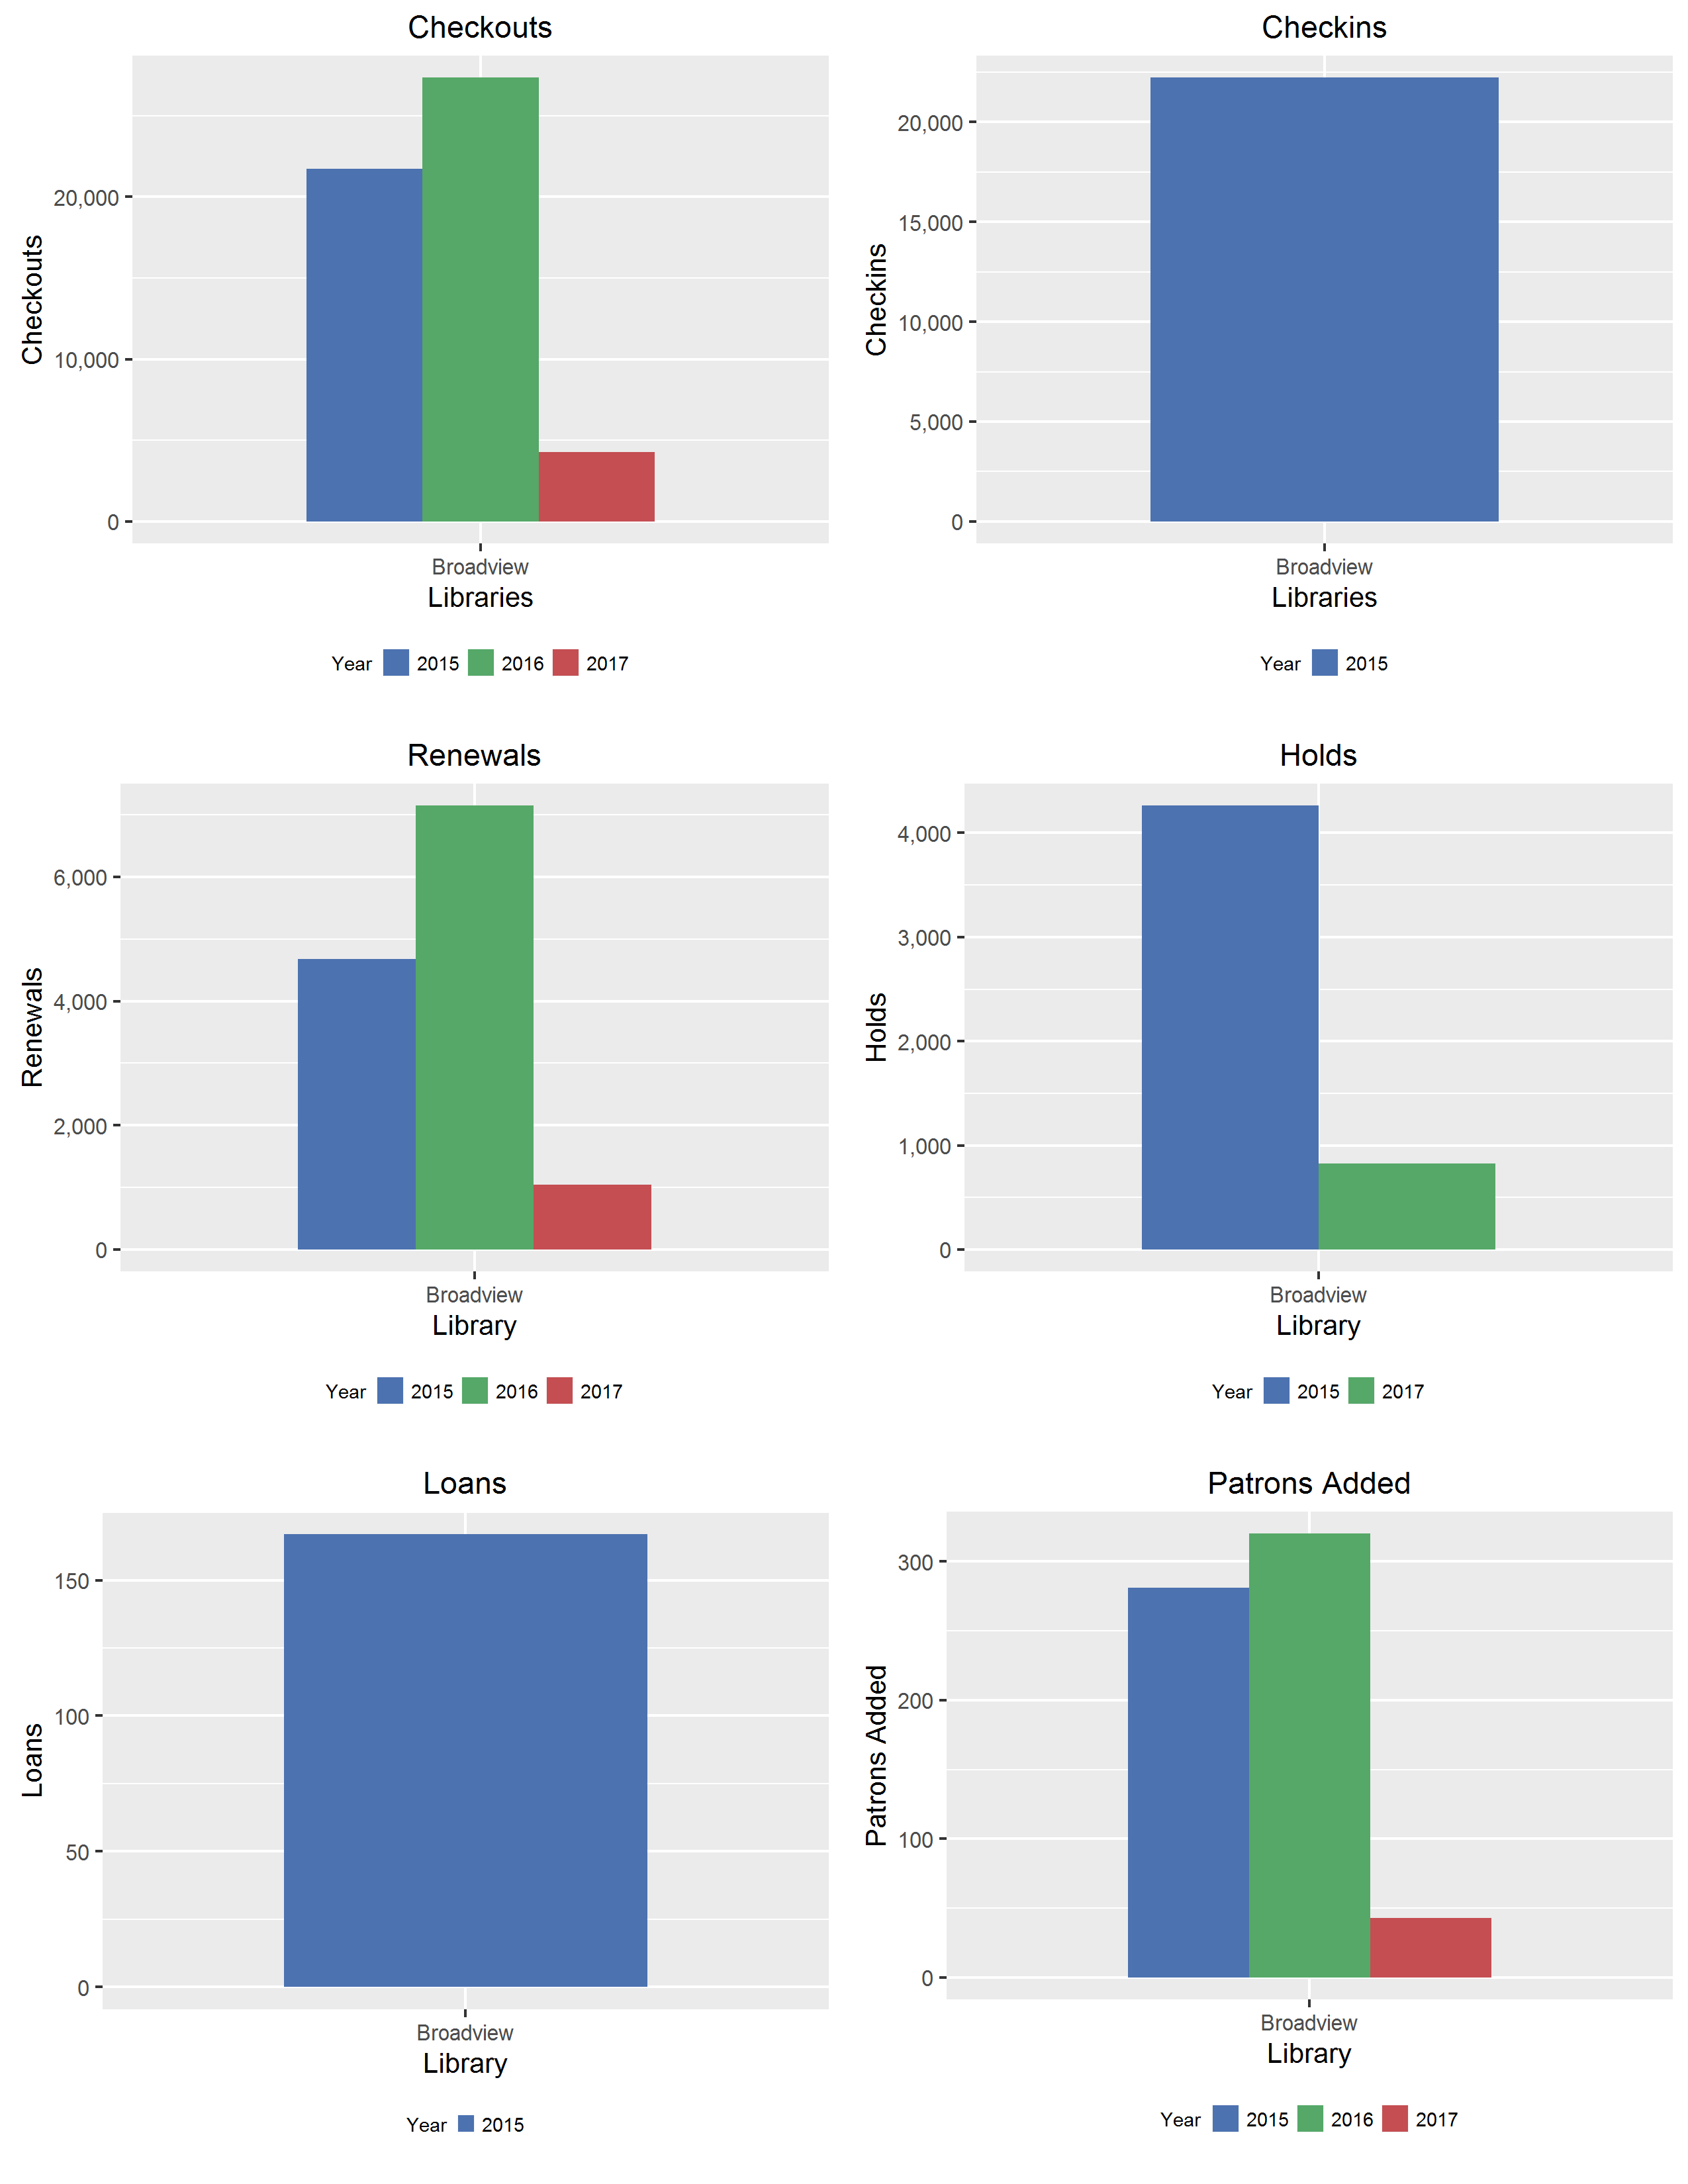 Checkouts
Checkouts
20,000
10,000
0
Broadview
Libraries
Year 2015 2016 2017
Checkins
Checkins
20,000
15,000
10,000
5,000
0
Broadview
Libraries
Year 2015
Renewals
Renewals
6,000
4,000
2,000
0
Broadview
Library
Year 2015 2016 2017
Holds
Holds
4,000
3,000
2,000
1,000
0
Broadview
Library
Year 2015 2017
Loans
Loans
150
100
50
0
Broadview
Library
Year 2015
Patrons Added
Patrons Added
300
200
100
0
Broadview
Library
Year 2015 2016 2017